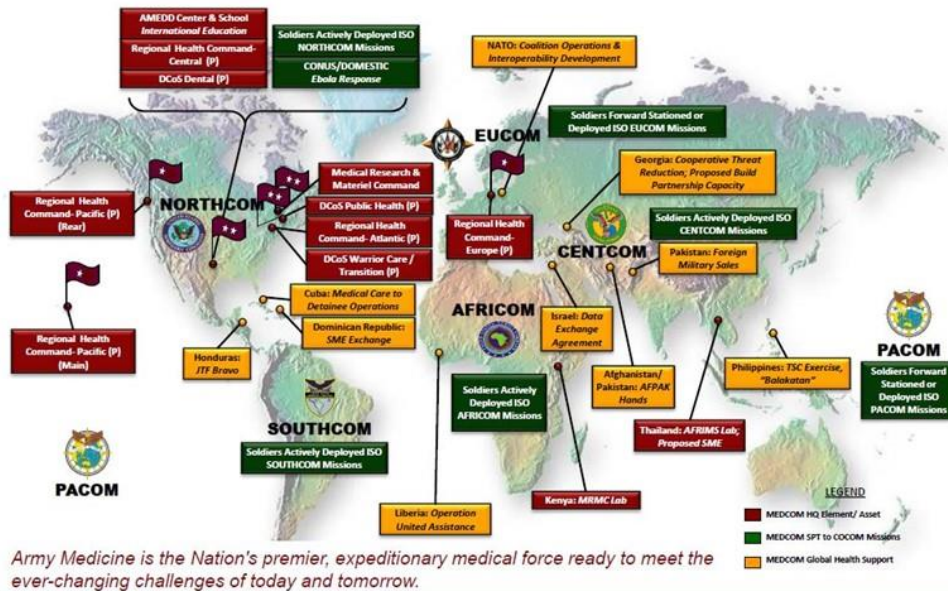 AMEDD Center & School
International Education
Regional Health Command-
Central (P)
DCoS Dental (P)
Soldiers Actively Deployed ISO
NORTHCOM Missions
CONUS/DOMESTIC
Ebola Response
NATO: Coalition Operations &
Interoperability Development
EUCOM
Soldiers Forward Stationed or
Deployed ISO EUCOM Missions
Georgia: Cooperative Threat
Reduction; Proposed Build
Partnership Capacity
Regional Health
Command- Pacific (P)
(Rear)
NORTHCOM
Medical Research &
Materiel Command
DCoS Public Health (P)
Regional Health
Command- Atlantic (P)
DCoS Warrior Care /
Transition (P)
Regional Health
Command-
Europe (P)
CENTCOM
Soldiers Actively Deployed ISO
CENTCOM Missions
Pakistan: Foreign
Military Sales
Regional Health
Command- Pacific (P)
(Main)
Cuba: Medical Care to
Detainee Operations
Dominican Republic:
SME Exchange
Honduras:
JTF Bravo
AFRICOM
Israel: Data
Exchange
Agreement
Afghanistan/
Pakistan: AFPAK
Hands
Philippines: TSC Exercise,
"Balakatan"
PACOM
Soldiers Forward
Stationed or
Deployed ISO
PACOM Missions
Soldiers Actively
Deployed ISO
AFRICOM Missions
Thailand: AFRIMS Lab;
Proposed SME
SOUTHCOM
Soldiers Actively Deployed ISO
SOUTHCOM Missions
PACOM
Liberia: Operation
United Assistance
Kenya: MRMC Lab
LEGEND
MEDCOM HQ Element/ Asset
MEDCOM SPT to COCOM Missions
MEDCOM Global Health Support
Army Medicine is the Nation's premier, expeditionary medical force ready to meet the
ever-changing challenges of today and tomorrow.